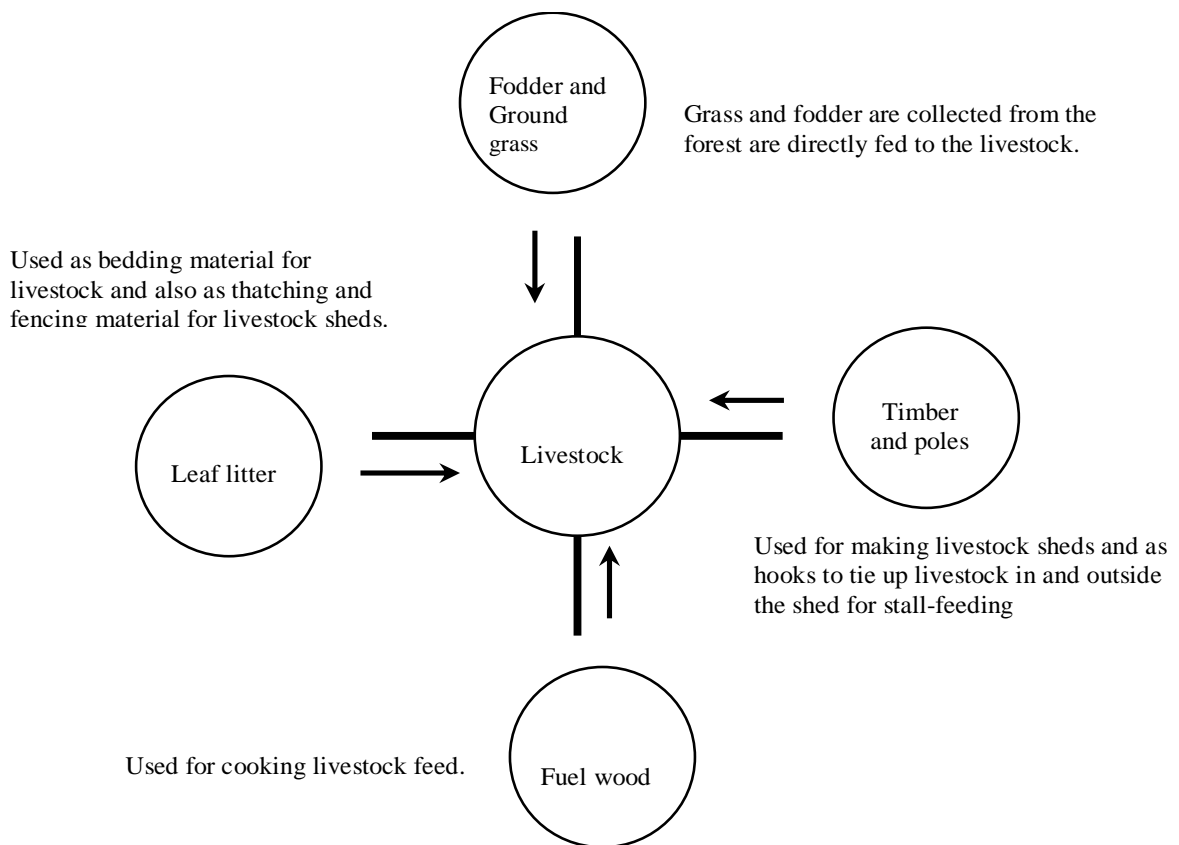 Fodder and
Ground
grass
Grass and fodder are collected from the
forest are directly fed to the livestock.
Used as bedding material for
livestock and also as thatching and
fencing material for livestock sheds.
Leaf litter
Livestock
Timber
and poles
Used for making livestock sheds and as
hooks to tie up livestock in and outside
the shed for stall-feeding
Used for cooking livestock feed.
Fuel wood